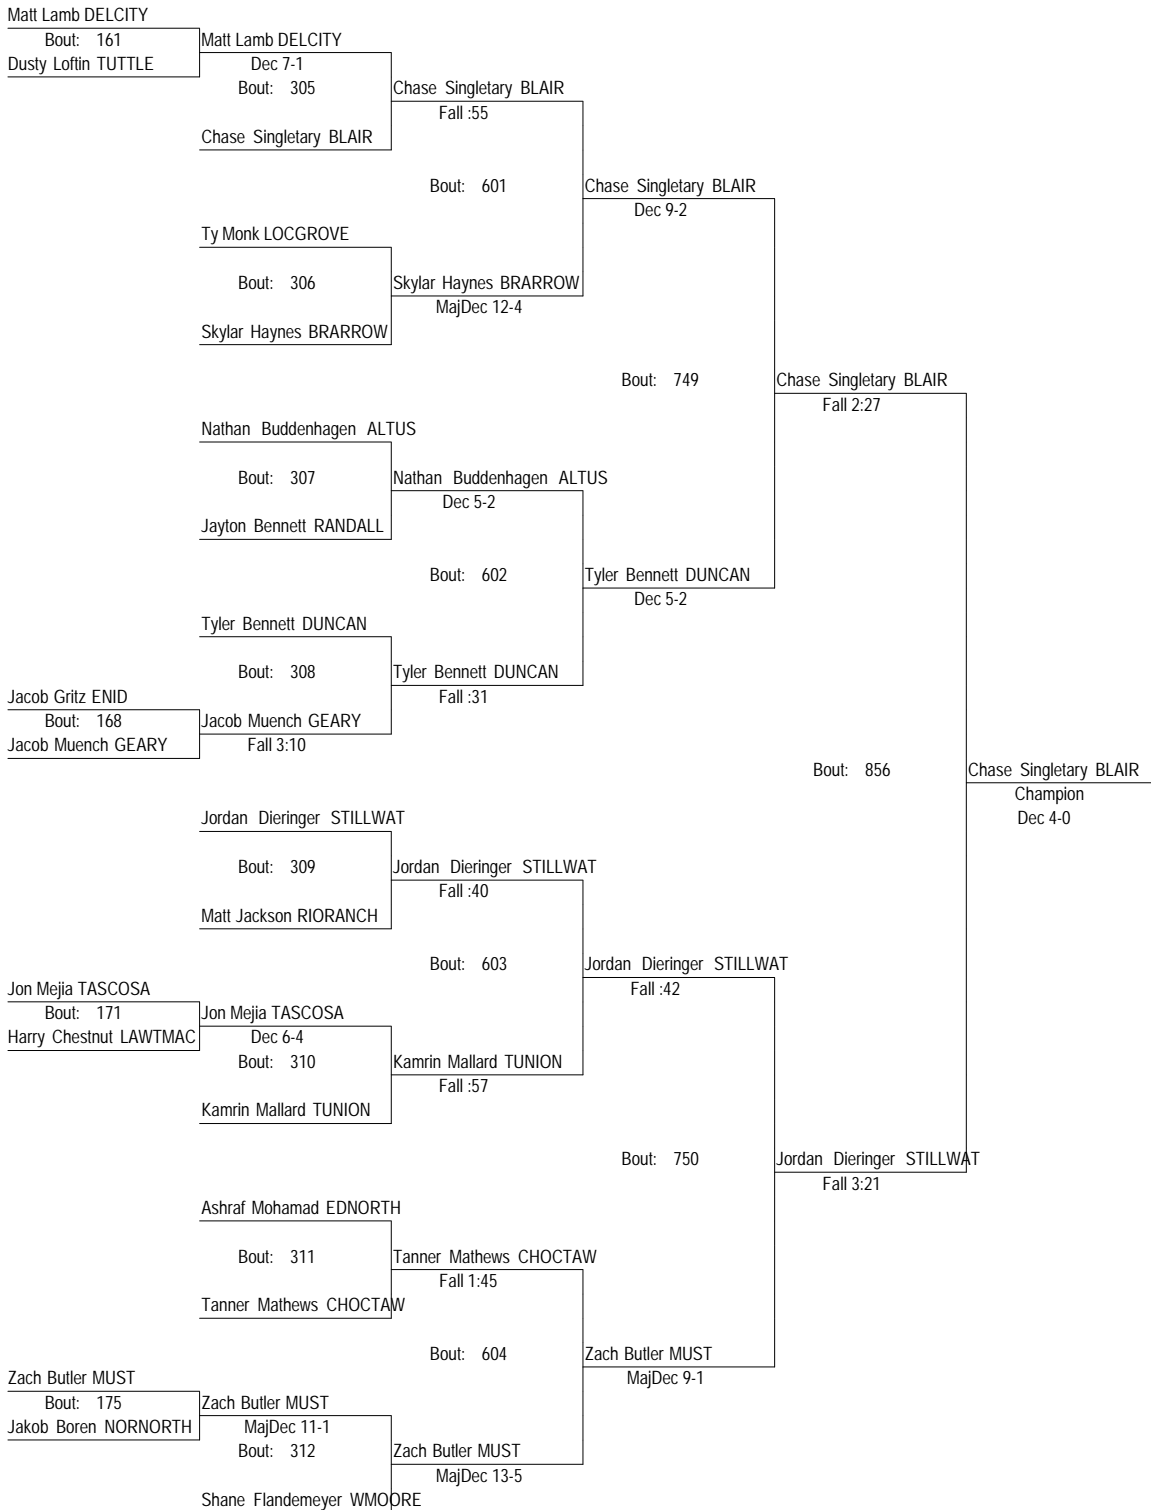 Matt Lamb DELCITY
Bout: 161
Matt Lamb DELCITY
Dusty Loftin TUTTLE
Dec 7-1
Bout: 305
Chase Singletary BLAIR
Fall :55
Chase Singletary BLAIR
Bout: 601
Chase Singletary BLAIR
Dec 9-2
Ty Monk LOCGROVE
Bout: 306
Skylar Haynes BRARROW
MajDec 12-4
Skylar Haynes BRARROW
Bout: 749
Chase Singletary BLAIR
Fall 2:27
Nathan Buddenhagen ALTUS
Bout: 307
Nathan Buddenhagen ALTUS
Dec 5-2
Jayton Bennett RANDALL
Bout: 602
Tyler Bennett DUNCAN
Dec 5-2
Tyler Bennett DUNCAN
Bout: 308
Tyler Bennett DUNCAN
Fall :31
Jacob Gritz ENID
Bout: 168
Jacob Muench GEARY
Jacob Muench GEARY
Fall 3:10
Bout: 856
Chase Singletary BLAIR
Champion
Dec 4-0
Jordan Dieringer STILLWAT
Bout: 309
Jordan Dieringer STILLWAT
Fall :40
Matt Jackson RIORANCH
Bout: 603
Jordan Dieringer STILLWAT
Fall :42
Jon Mejia TASCOSA
Bout: 171
Jon Mejia TASCOSA
Harry Chestnut LAWTMAC
Dec 6-4
Bout: 310
Kamrin Mallard TUNION
Fall :57
Kamrin Mallard TUNION
Bout: 750
Jordan Dieringer STILLWAT
Fall 3:21
Ashraf Mohamad EDNORTH
Bout: 311
Tanner Mathews CHOCTAW
Fall 1:45
Tanner Mathews CHOCTAW
Bout: 604
Zach Butler MUST
MajDec 9-1
Zach Butler MUST
Bout: 175
Zach Butler MUST
Jakob Boren NORNORTH
MajDec 11-1
Bout: 312
Zach Butler MUST
MajDec 13-5
Shane Flandemeyer WMOORE